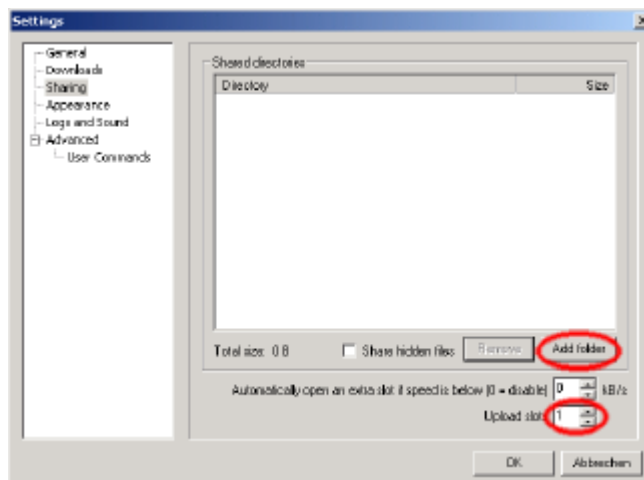 Settings
General
Downloads
Sharing
Appearance
Logs and Sound
Advanced
User Commands
Shared directories
Directory Size
Total size: 0 B Share hidden files Remove Add folder
Automatically open an extra slot if speed is below (0 = disable) 0 kB/s
Upload slots 1
OK Abbrechen